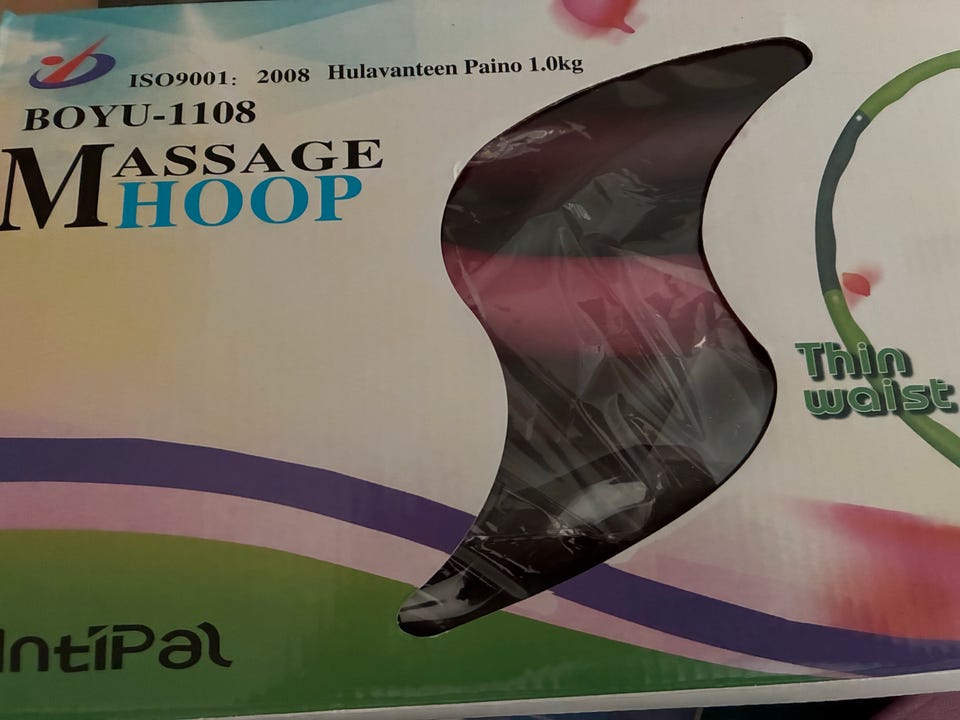 ISO9001: 2008 Hulavanteen Paino 1.0kg
BOYU-1108
MASSAGE
HOOP
Thin
waist
IntiPal